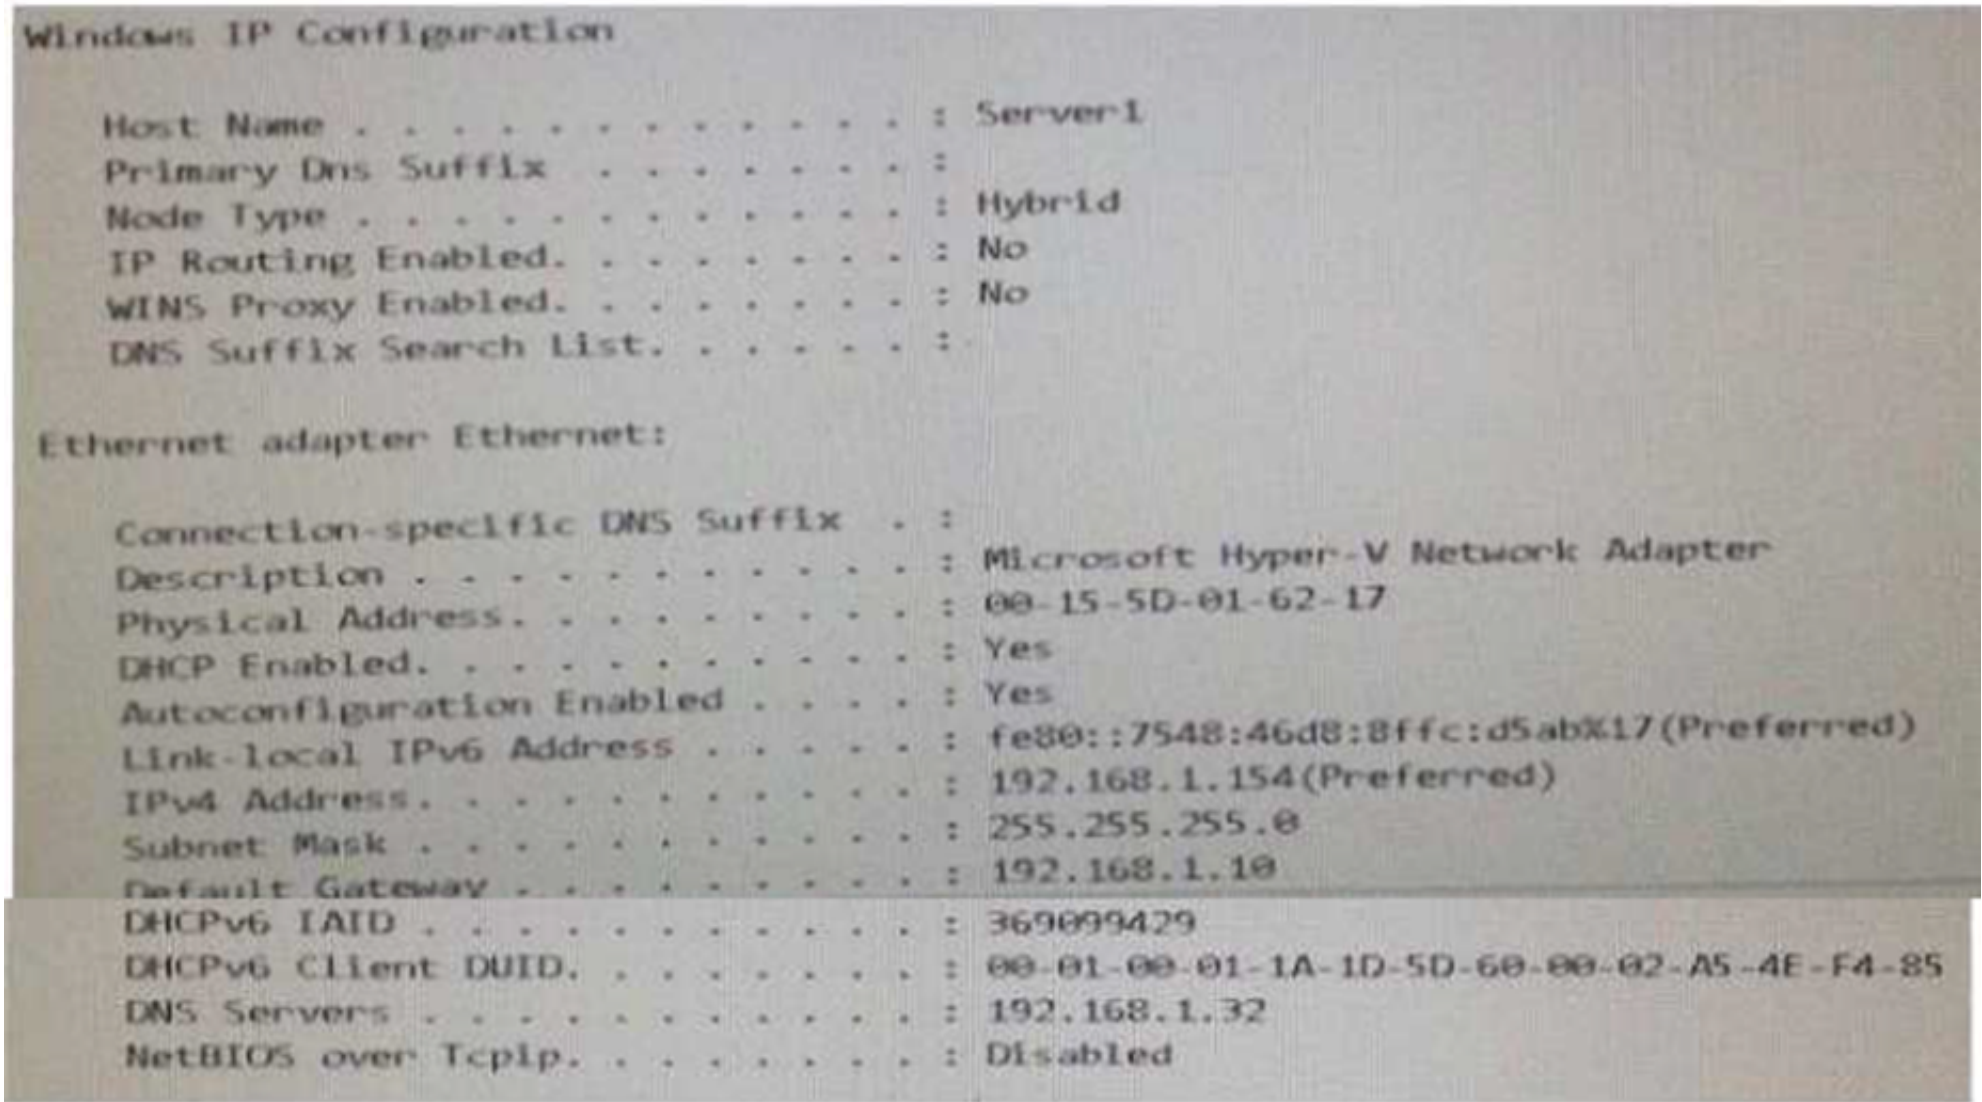 Windows IP Configuration
Host Name . . . . . . . . . . . . : Server1
Primary Dns Suffix . . . . . . . :
Node Type . . . . . . . . . . . . : Hybrid
IP Routing Enabled. . . . . . . . : No
WINS Proxy Enabled. . . . . . . . : No
DNS Suffix Search List. . . . . . :
Ethernet adapter Ethernet:
Connection-specific DNS Suffix . :
Description . . . . . . . . . . . : Microsoft Hyper-V Network Adapter
Physical Address. . . . . . . . . : 00-15-5D-01-62-17
DHCP Enabled. . . . . . . . . . . : Yes
Autoconfiguration Enabled . . . . : Yes
Link-local IPv6 Address . . . . . : fe80::7548:46d8:8ffc:d5ab%17(Preferred)
IPv4 Address. . . . . . . . . . . : 192.168.1.154(Preferred)
Subnet Mask . . . . . . . . . . . : 255.255.255.0
Default Gateway . . . . . . . . . : 192.168.1.10
DHCPv6 IAID . . . . . . . . . . . : 369099429
DHCPv6 Client DUID. . . . . . . . : 00-01-00-01-1A-1D-5D-60-00-02-A5-4E-F4-85
DNS Servers . . . . . . . . . . . : 192.168.1.32
NetBIOS over Tcpip. . . . . . . . : Disabled